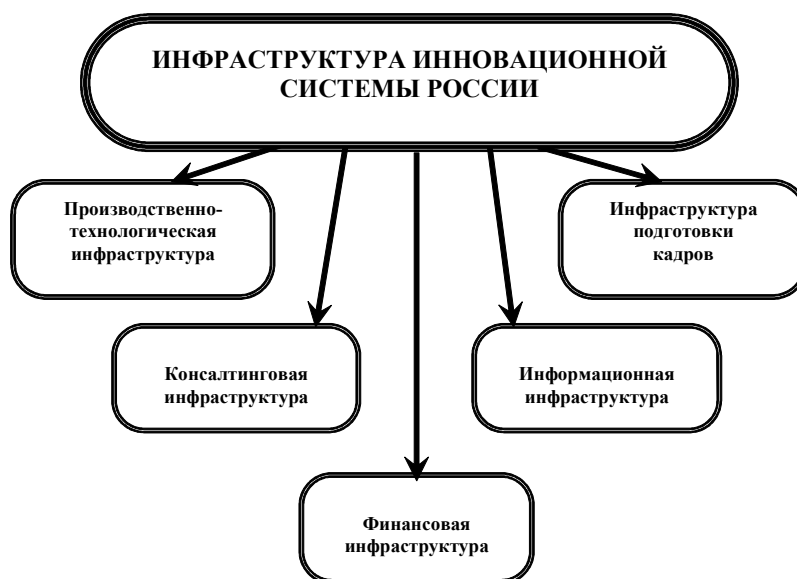 ИНФРАСТРУКТУРА ИННОВАЦИОННОЙ
СИСТЕМЫ РОССИИ
Производственно-
технологическая
инфраструктура
Инфраструктура
подготовки
кадров
Консалтинговая
инфраструктура
Информационная
инфраструктура
Финансовая
инфраструктура